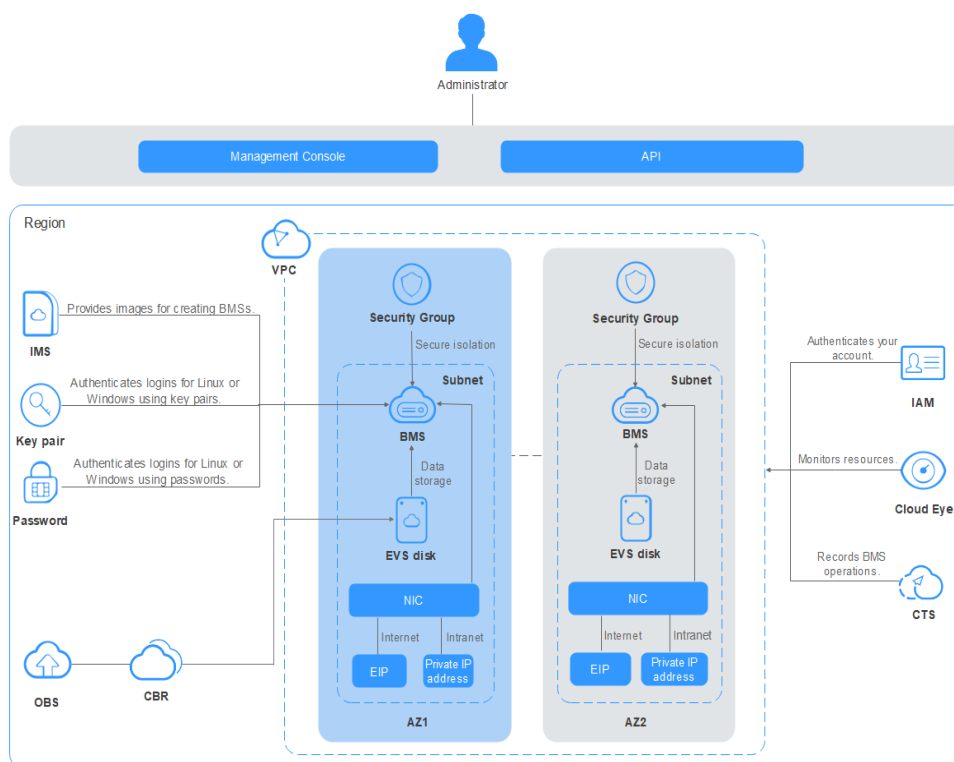 Administrator
Management Console
API
Region
VPC
Security Group
Security Group
Provides images for creating BMSs.
IMS
Secure isolation
Secure isolation
Authenticates your
account.
IAM
Authenticates logins for Linux or
Windows using key pairs.
Key pair
Subnet
BMS
Subnet
BMS
Authenticates logins for Linux or
Windows using passwords.
Password
Data
storage
Data
storage
Monitors resources.
Cloud Eye
EVS disk
EVS disk
Records BMS
operations.
CTS
NIC
NIC
Internet
Intranet
Internet
Intranet
EIP
Private IP
address
EIP
Private IP
address
OBS
CBR
AZ1
AZ2